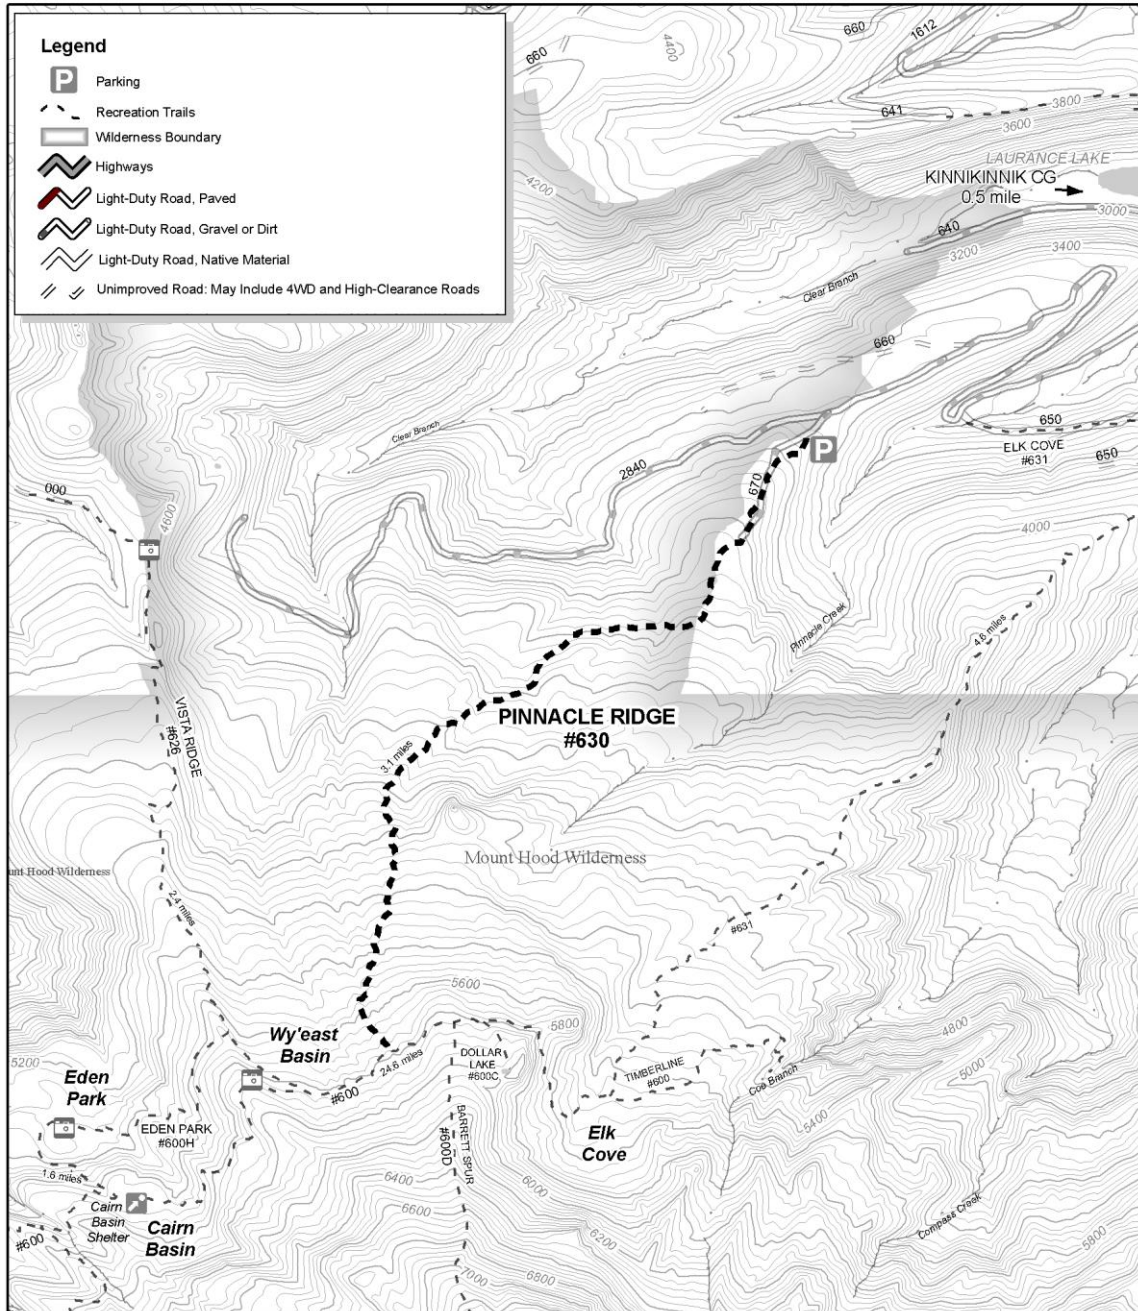 Legend
P
Parking
Recreation Trails
Wilderness Boundary
Highways
Light-Duty Road, Paved
Light-Duty Road, Gravel or Dirt
Light-Duty Road, Native Material
Unimproved Road: May Include 4WD and High-Clearance Roads
660
4400
660
1612
641
3800
3600
4200
LAURANCE LAKE
KINNIKINNIK CG
0.5 mile
640
3000
3200
3400
Clear Branch
660
Clear Branch
650
ELK COVE
#631
650
P
2840
670
000
4600
4000
Pinnacle Creek
4.6 miles
VISTA RIDGE
#626
PINNACLE RIDGE
#630
3.1 miles
Mount Hood Wilderness
unt Hood Wilderness
2.4 miles
#631
5600
5800
4800
5000
5200
Wy'east
Basin
24.6 miles
DOLLAR
LAKE
#600C
TIMBERLINE
#600
Coe Branch
#600
5400
Eden
Park
EDEN PARK
#600H
BARRETT SPUR
#600D
Elk
Cove
1.6 miles
6400
6000
6600
6200
Cairn
Basin
Shelter
Cairn
Basin
#600
Compass Creek
5800
7000
6800